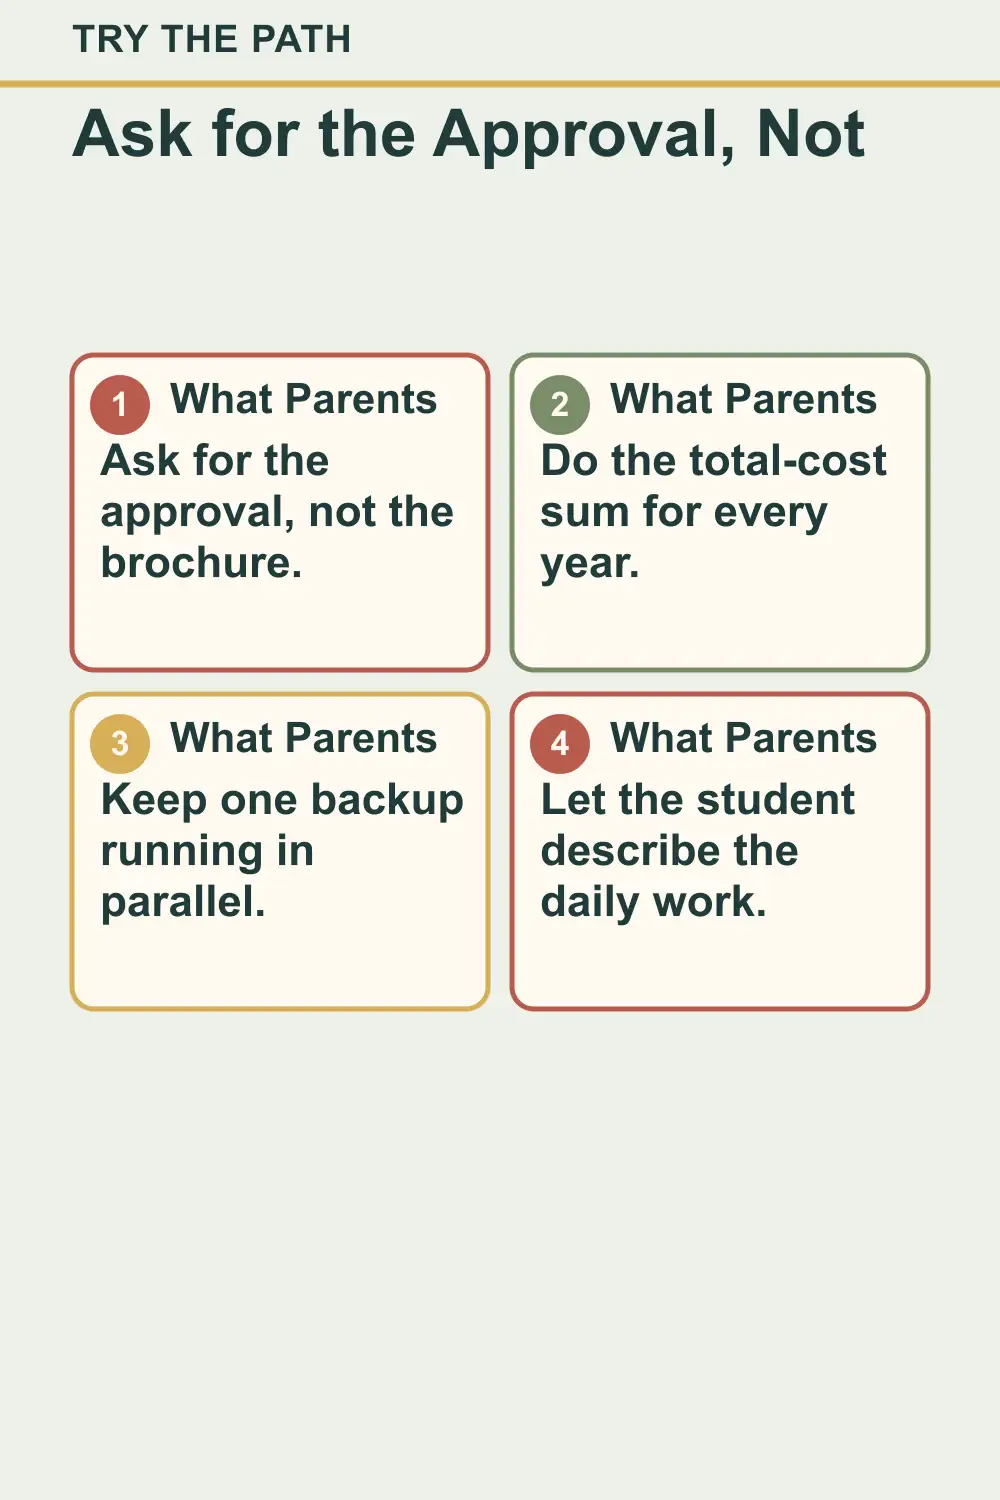 TRY THE PATH
Ask for the Approval, Not
1 What Parents
Ask for the
approval, not the
brochure.
2 What Parents
Do the total-cost
sum for every
year.
3 What Parents
Keep one backup
running in
parallel.
4 What Parents
Let the student
describe the
daily work.